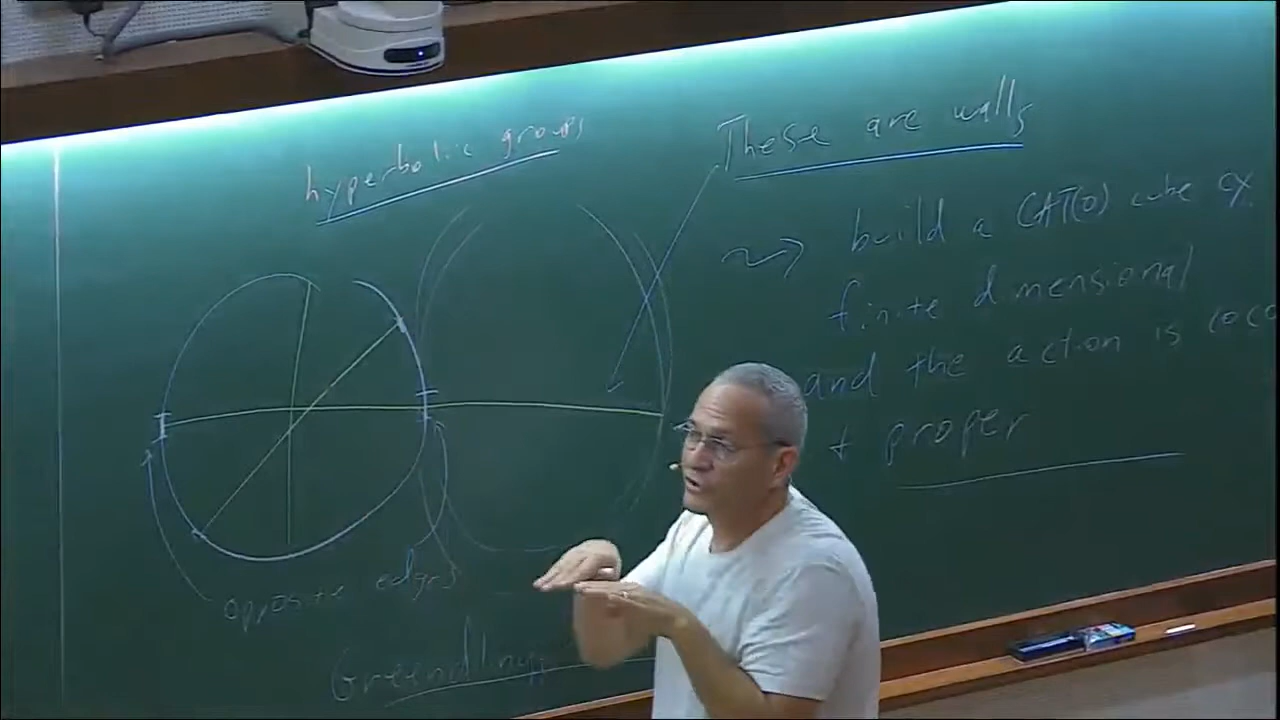 hyperbolic groups
These are walls
build a CAT(0) cube cx.
finite dimensional
and the action is coco
+ proper
opposite edges
Greendlinger